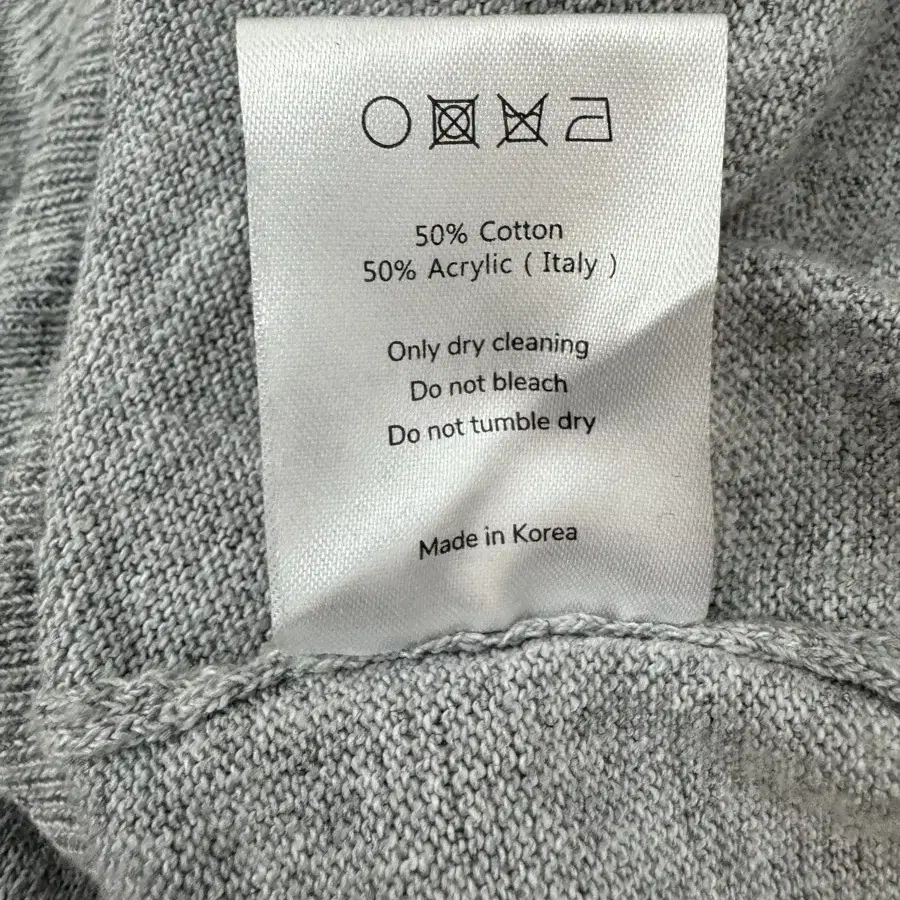 50% Cotton
50% Acrylic ( Italy )
Only dry cleaning
Do not bleach
Do not tumble dry
Made in Korea